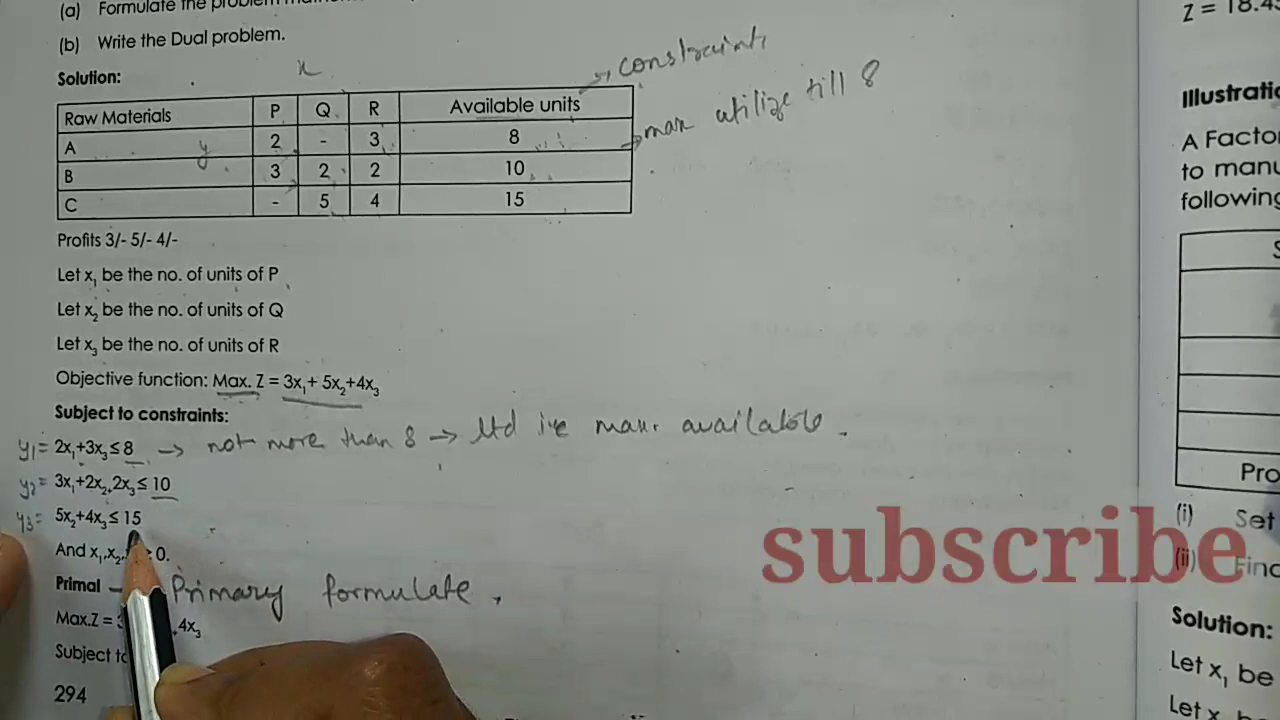 (a) Formulate the problem
(b) Write the Dual problem.
Solution:
x
constraints
Raw Materials P Q R Available units
max utilize till 8
A y 2 - 3 8
B 3 2 2 10
C - 5 4 15
Profits 3/- 5/- 4/-
Let x₁ be the no. of units of P
Let x₂ be the no. of units of Q
Let x₃ be the no. of units of R
Objective function: Max. Z = 3x₁+ 5x₂+4x₃
Subject to constraints:
y₁= 2x₁+3x₃ ≤ 8 → not more than 8 → ltd i.e max. available.
y₂= 3x₁+2x₂, 2x₃ ≤ 10
y₃= 5x₂+4x₃ ≤ 15
And x₁,x₂, 0.
Primal Primary formulate,
Max.Z = 4x₃
Subject
294
Z = 18.4
A Facto
to manu
following
Pro
(i) Set
(ii) Find
Solution:
Let x₁ be
Let x₂
subscribe